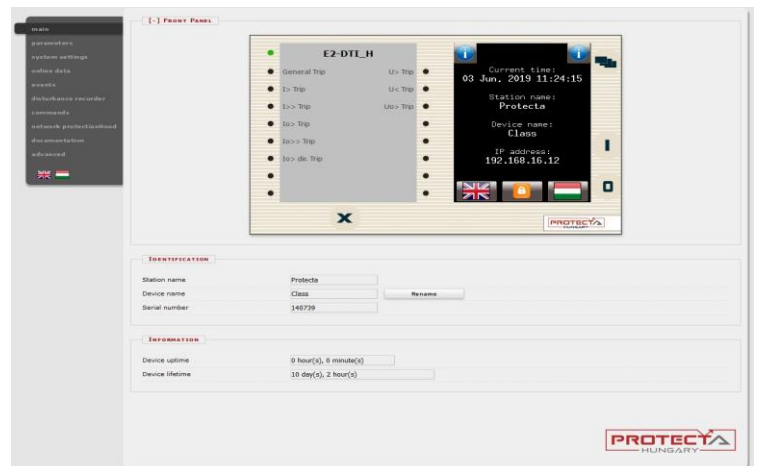 main
parameters
system settings
online data
events
disturbance recorder
commands
network protection
documentation
advanced
[-] Front Panel
E2-DTI_H
General Trip
U> Trip
I> Trip
U< Trip
I>> Trip
Uo> Trip
Io> Trip
Io>> Trip
Io> dir. Trip
X
i
i
Current time:
03 Jun, 2019 11:24:15
Station name:
Protecta
Device name:
Class
IP address:
192.168.16.12
I
O
PROTECTA
HUNGARY
Identification
Station name Protecta
Device name Class Rename
Serial number 140739
Information
Device uptime 0 hour(s), 8 minute(s)
Device lifetime 10 day(s), 2 hour(s)
PROTECTA
HUNGARY